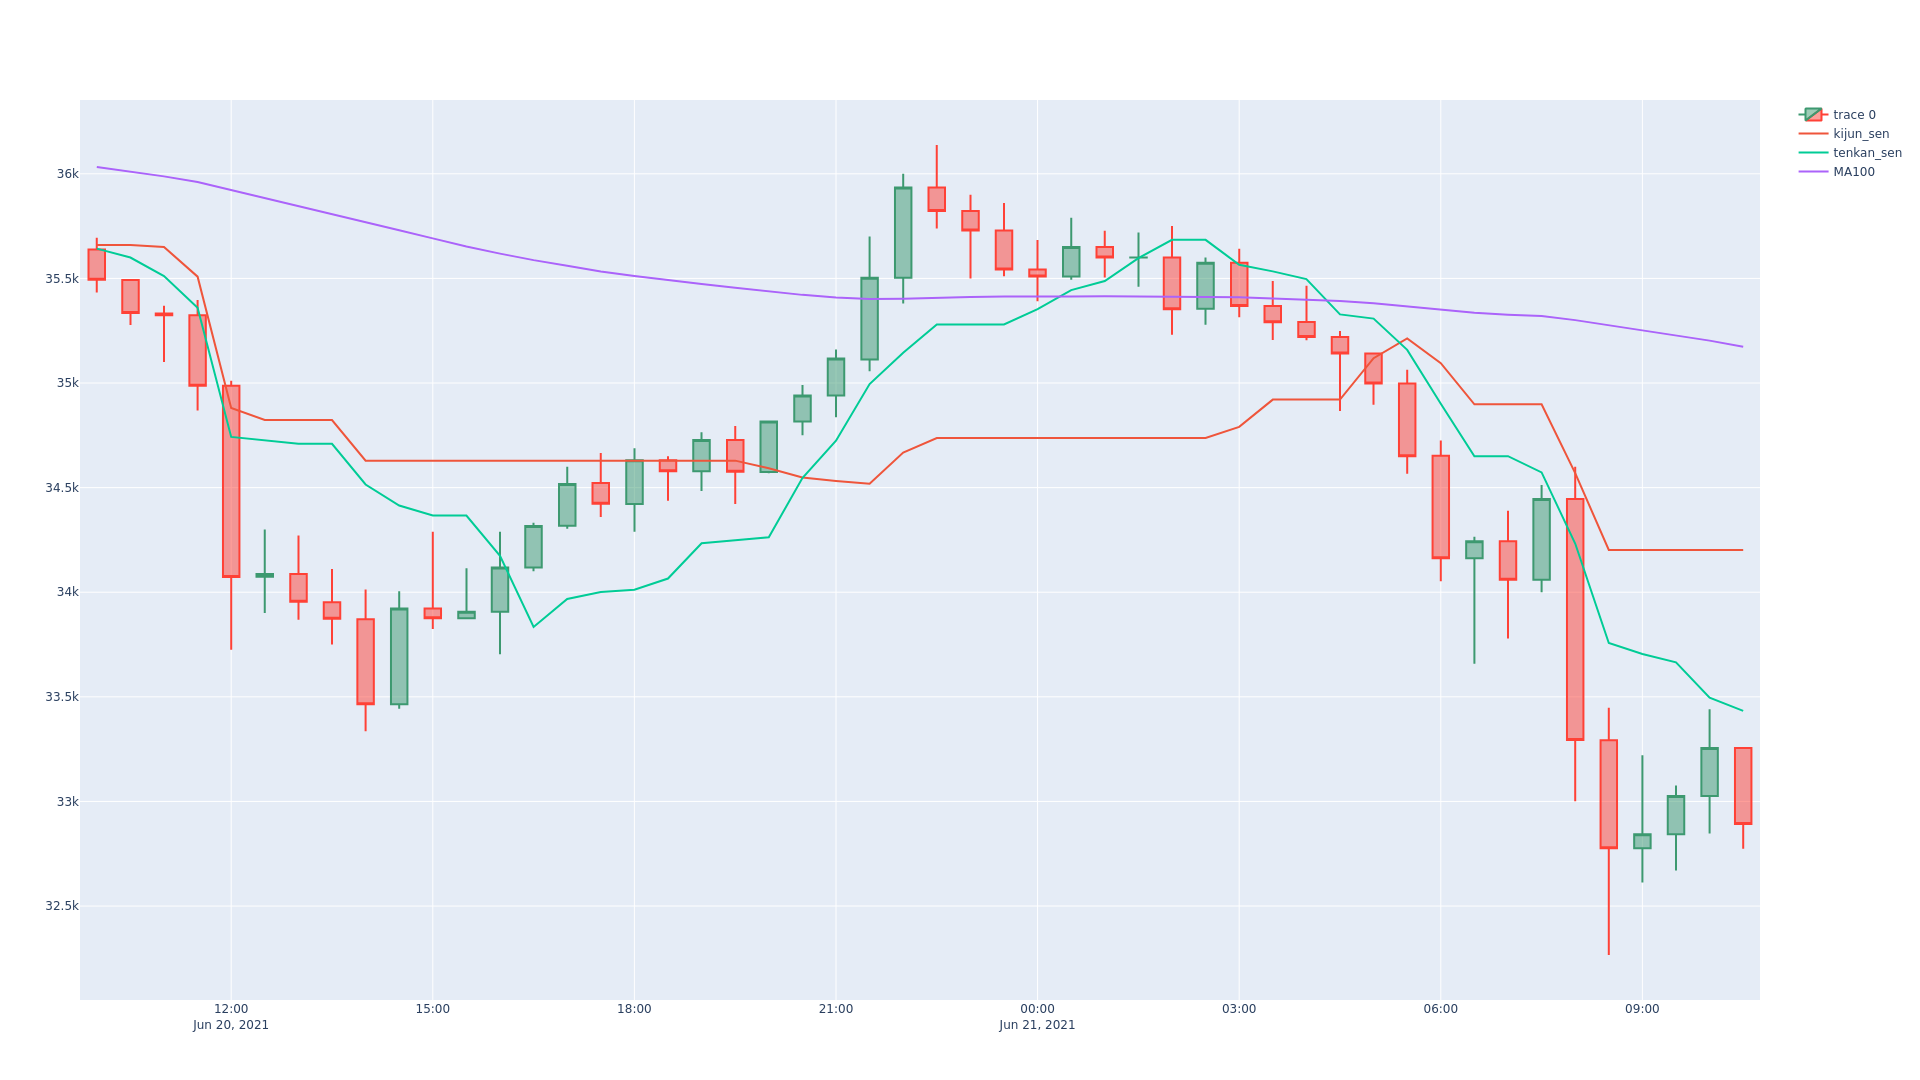 trace 0
kijun_sen
tenkan_sen
MA100
36k
35.5k
35k
34.5k
34k
33.5k
33k
32.5k
12:00 15:00 18:00 21:00 00:00 03:00 06:00 09:00
Jun 20, 2021 Jun 21, 2021